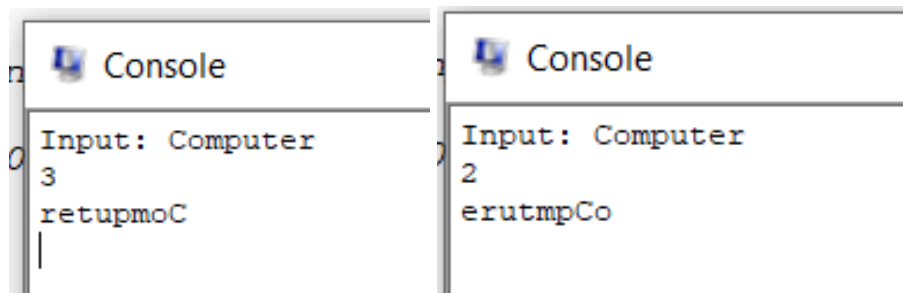 Console
Input: Computer
3
retupmoC
Console
Input: Computer
2
erutmpCo